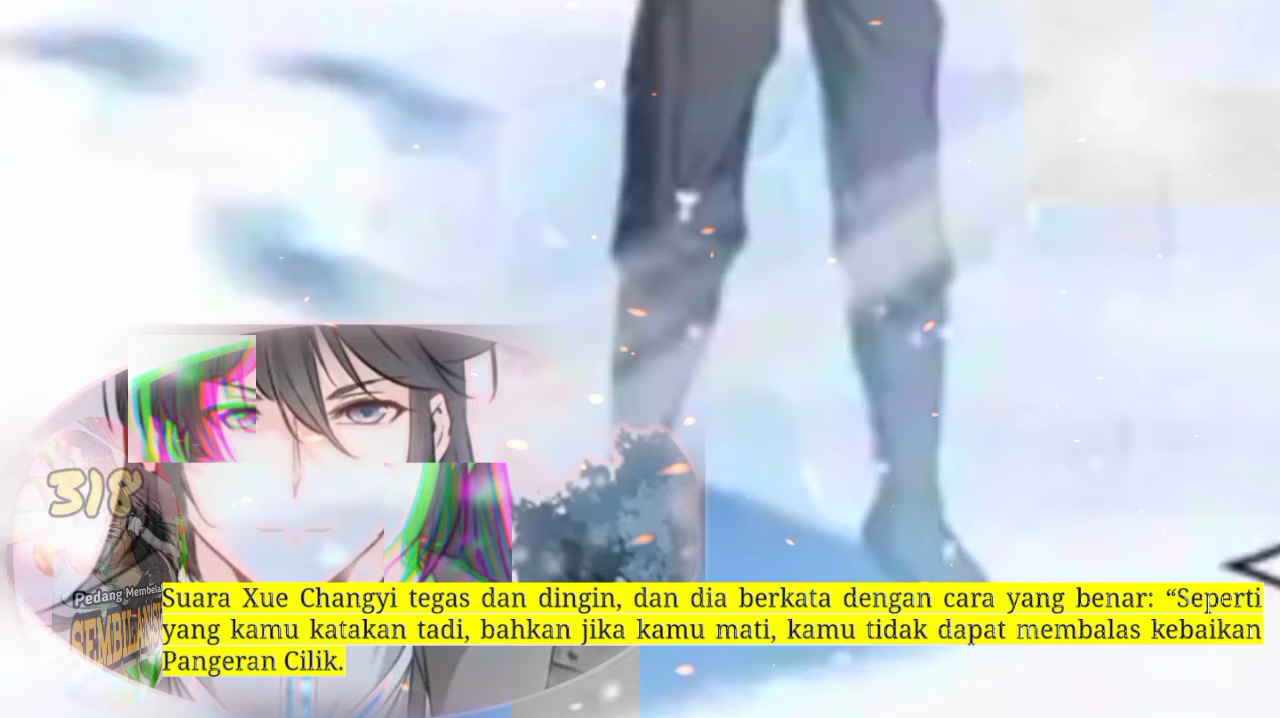 318
Pedang Membela
SEMBILAN
Suara Xue Changyi tegas dan dingin, dan dia berkata dengan cara yang benar: “Seperti
yang kamu katakan tadi, bahkan jika kamu mati, kamu tidak dapat membalas kebaikan
Pangeran Cilik.